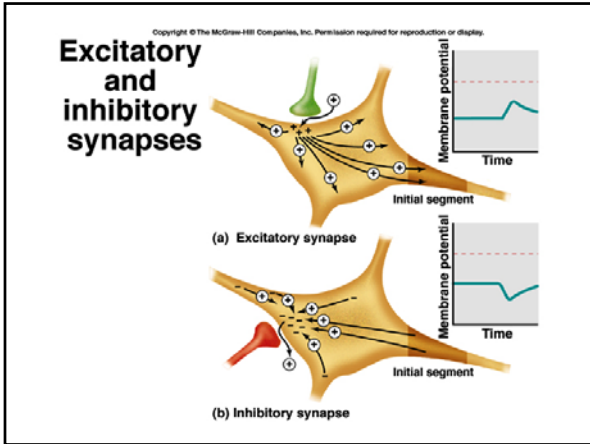 Copyright © The McGraw-Hill Companies, Inc. Permission required for reproduction or display.
Excitatory
and
inhibitory
synapses
Membrane potential
Time
Initial segment
(a) Excitatory synapse
Membrane potential
Time
Initial segment
(b) Inhibitory synapse